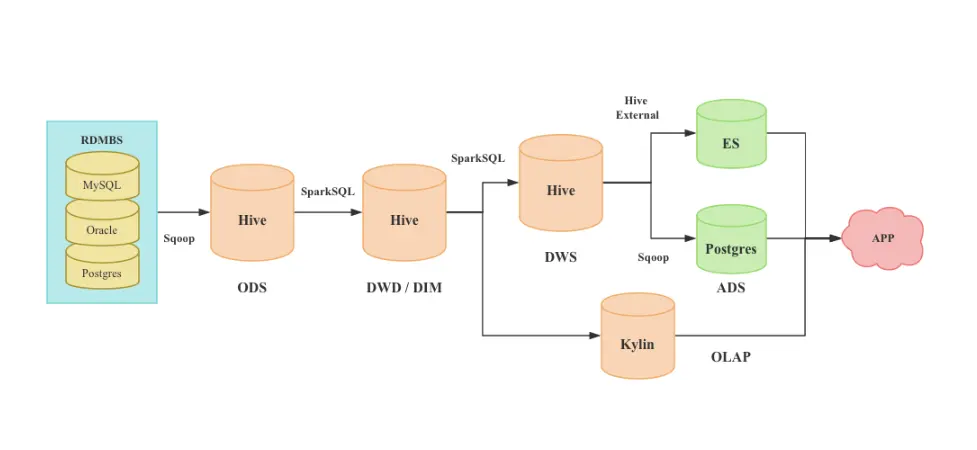 RDMBS
MySQL
Oracle
Postgres
Sqoop
Hive
ODS
SparkSQL
Hive
DWD / DIM
SparkSQL
Hive
DWS
Hive
External
ES
Sqoop
Postgres
ADS
Kylin
OLAP
APP